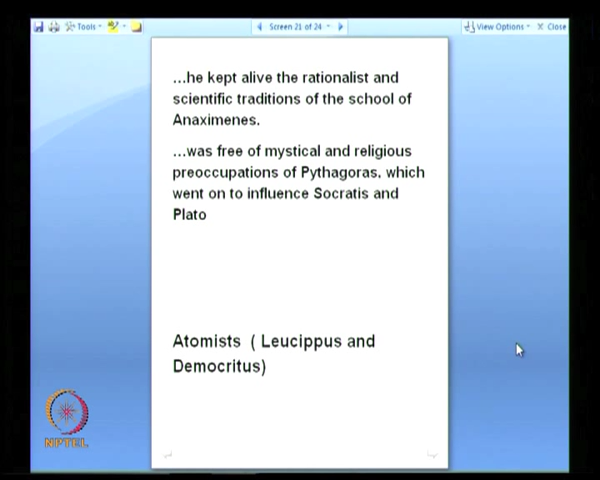 Tools
Screen 21 of 24
View Options
Close
...he kept alive the rationalist and
scientific traditions of the school of
Anaximenes.
...was free of mystical and religious
preoccupations of Pythagoras. which
went on to influence Socratis and
Plato
Atomists ( Leucippus and
Democritus)
NPTEL